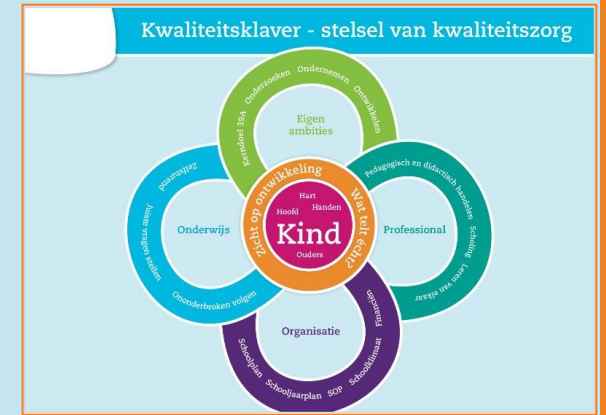 Kwaliteitsklaver - stelsel van kwaliteitszorg
Kerndoel 39A Onderzoeken Ondernemen Ontwikkelen
Eigen
ambities
Zelfsturend
Juiste vragen stellen
Ononderbroken volgen
Onderwijs
Zicht op ontwikkeling
Wat telt écht?
Hart
Hoofd
Handen
Kind
Ouders
Pedagogisch en didactisch handelen
Scholing
Leren van elkaar
Professional
Organisatie
Schoolplan Schooljaarplan SOP Schoolklimaat Financiën